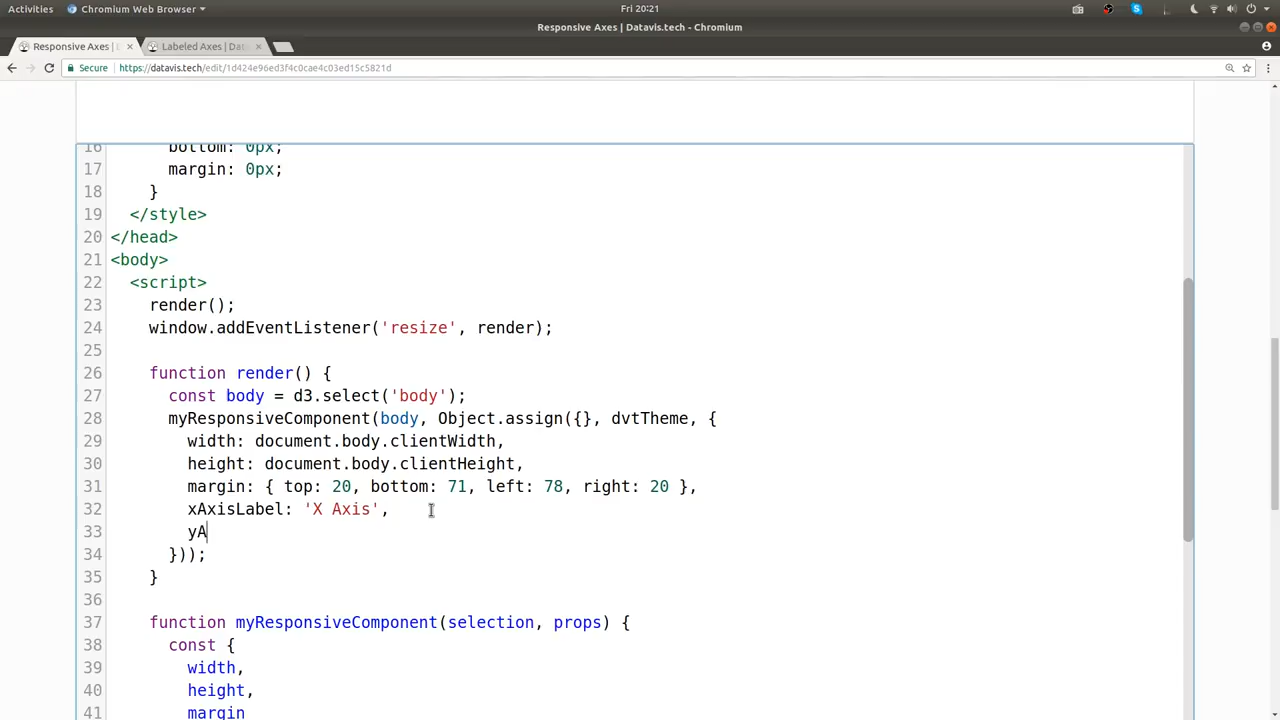 Activities Chromium Web Browser Fri 20:21
Responsive Axes | Datavis.tech - Chromium
Responsive Axes | Labeled Axes | Data
Secure https://datavis.tech/edit/1d424e96ed3f4c0cae4c03ed15c5821d
16 bottom: 0px;
17 margin: 0px;
18 }
19 </style>
20 </head>
21 <body>
22 <script>
23 render();
24 window.addEventListener('resize', render);
25
26 function render() {
27 const body = d3.select('body');
28 myResponsiveComponent(body, Object.assign({}, dvtTheme, {
29 width: document.body.clientWidth,
30 height: document.body.clientHeight,
31 margin: { top: 20, bottom: 71, left: 78, right: 20 },
32 xAxisLabel: 'X Axis',
33 yA
34 }));
35 }
36
37 function myResponsiveComponent(selection, props) {
38 const {
39 width,
40 height,
41 margin